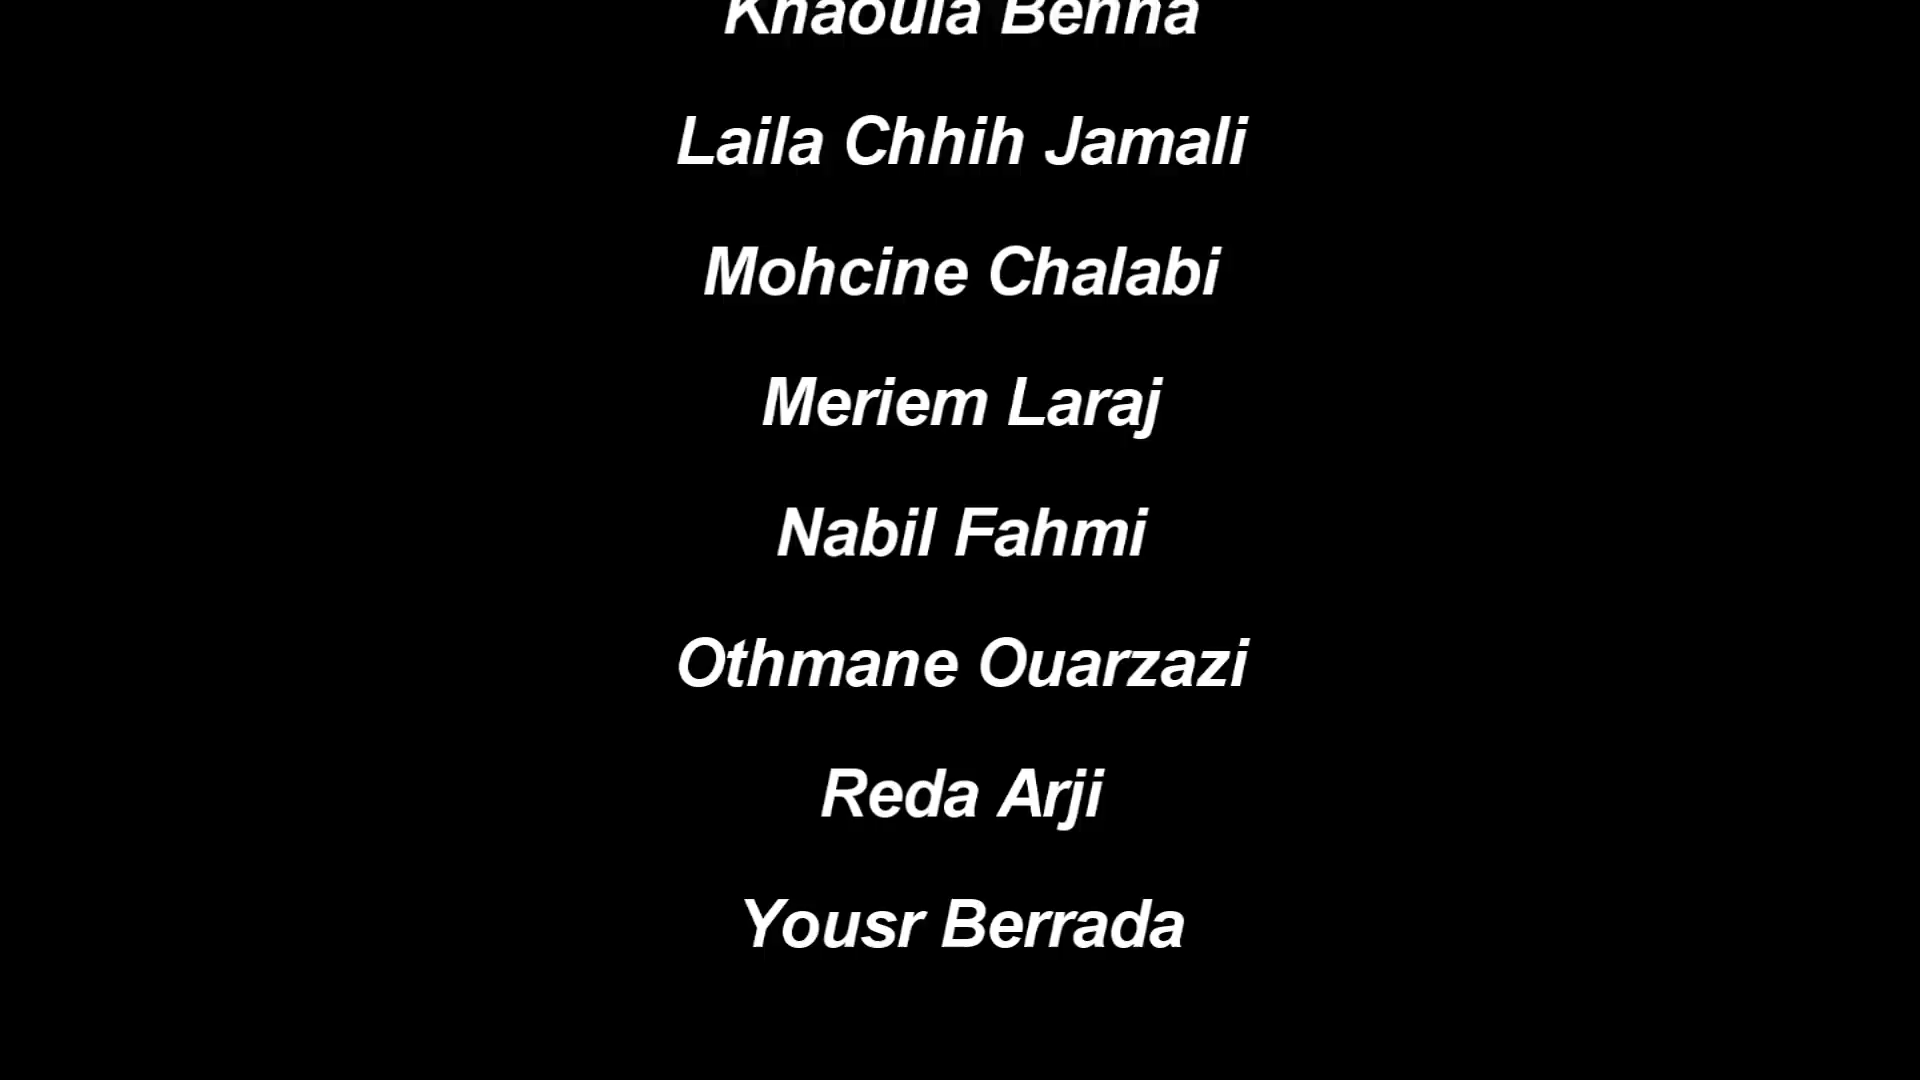 Khaoula Benna
Laila Chhih Jamali
Mohcine Chalabi
Meriem Laraj
Nabil Fahmi
Othmane Ouarzazi
Reda Arji
Yousr Berrada